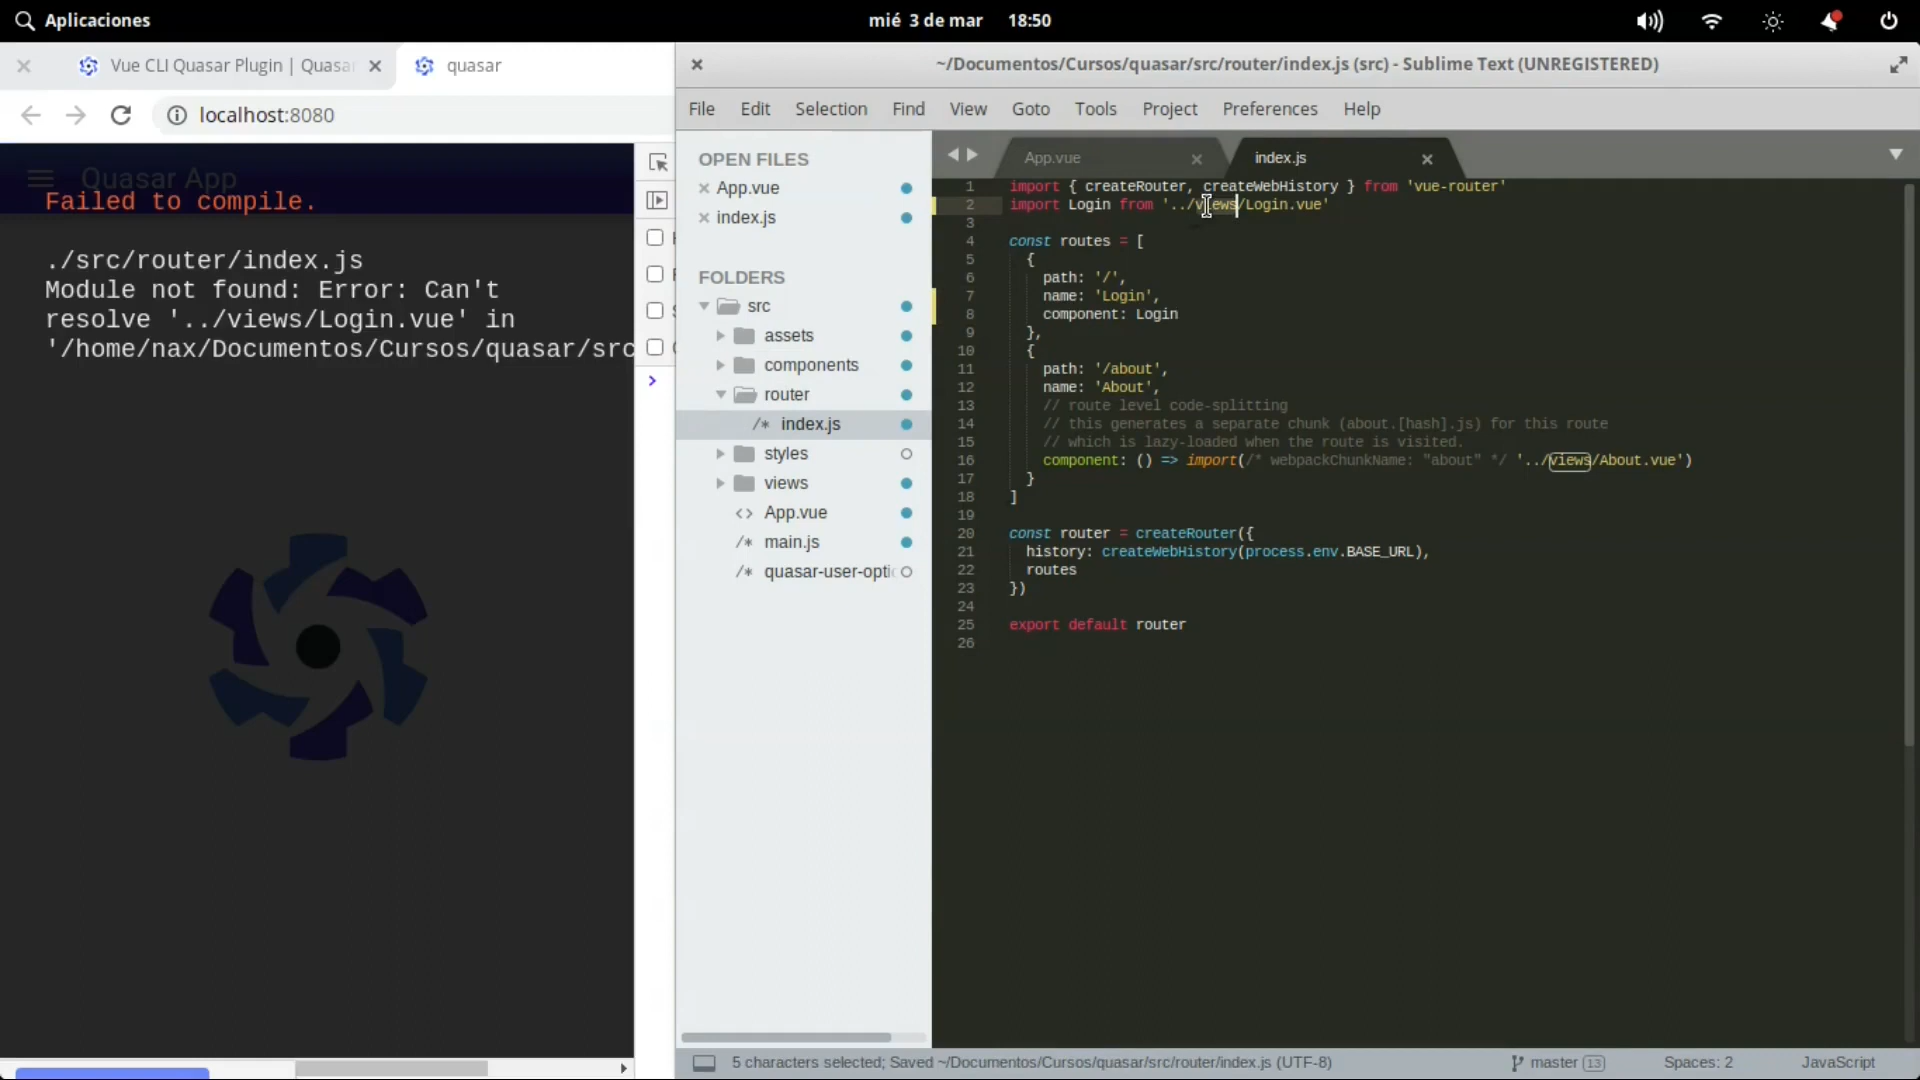 Aplicaciones
mié 3 de mar 18:50
Vue CLI Quasar Plugin | Quasar
quasar
localhost:8080
Quasar App
Failed to compile.
./src/router/index.js
Module not found: Error: Can't
resolve '../views/Login.vue' in
'/home/nax/Documentos/Cursos/quasar/src
~/Documentos/Cursos/quasar/src/router/index.js (src) - Sublime Text (UNREGISTERED)
File Edit Selection Find View Goto Tools Project Preferences Help
OPEN FILES
App.vue
index.js
FOLDERS
src
assets
components
router
/* index.js
styles
views
<> App.vue
/* main.js
/* quasar-user-optic
App.vue
index.js
1 import { createRouter, createWebHistory } from 'vue-router'
2 import Login from '../views/Login.vue'
3
4 const routes = [
5 {
6 path: '/',
7 name: 'Login',
8 component: Login
9 },
10 {
11 path: '/about',
12 name: 'About',
13 // route level code-splitting
14 // this generates a separate chunk (about.[hash].js) for this route
15 // which is lazy-loaded when the route is visited.
16 component: () => import(/* webpackChunkName: "about" */ '../views/About.vue')
17 }
18 ]
19
20 const router = createRouter({
21 history: createWebHistory(process.env.BASE_URL),
22 routes
23 })
24
25 export default router
26
5 characters selected; Saved ~/Documentos/Cursos/quasar/src/router/index.js (UTF-8)
master 13
Spaces: 2
JavaScript